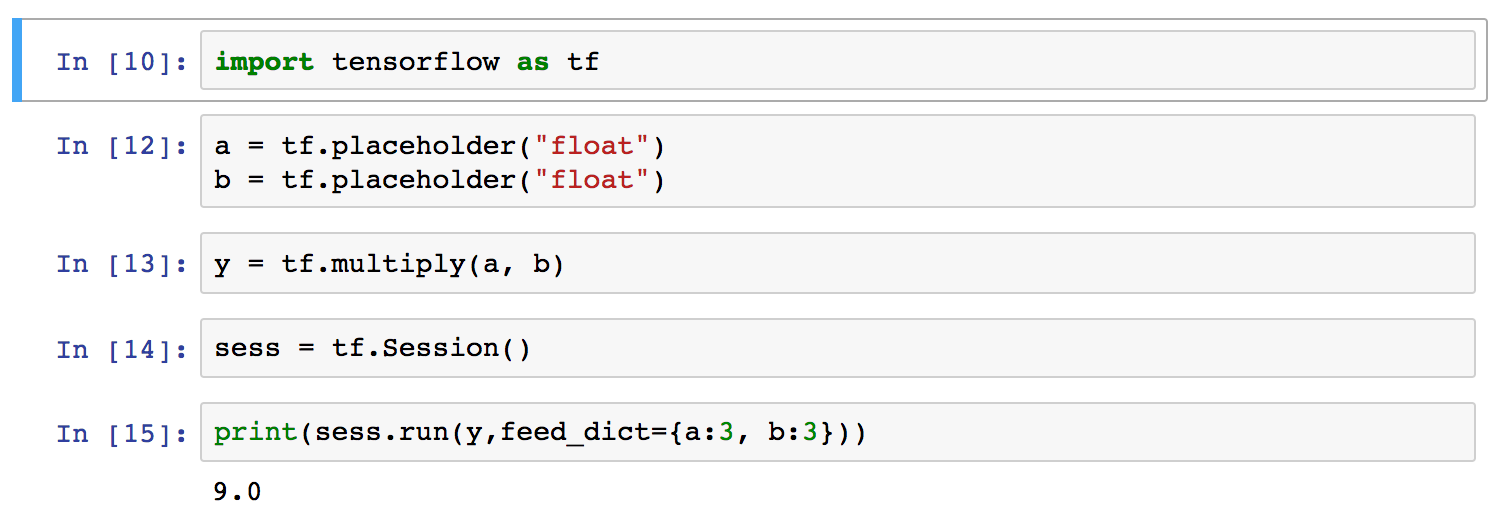 In [10]: import tensorflow as tf
In [12]: a = tf.placeholder("float")
b = tf.placeholder("float")
In [13]: y = tf.multiply(a, b)
In [14]: sess = tf.Session()
In [15]: print(sess.run(y,feed_dict={a:3, b:3}))
9.0